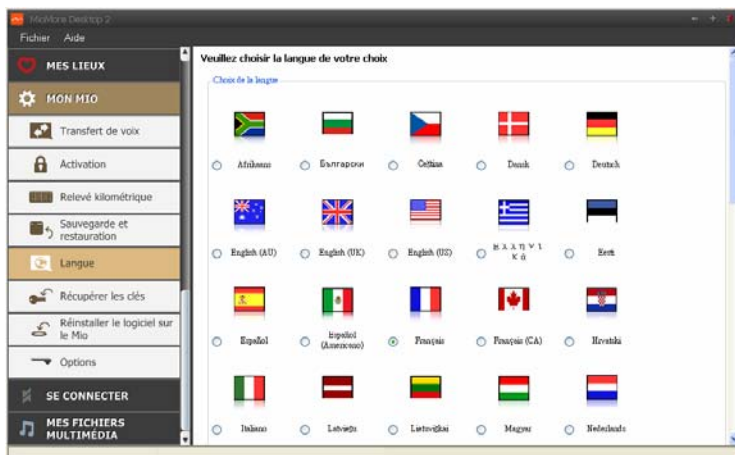 MioMore Desktop 2
Fichier Aide
MES LIEUX
MON MIO
Transfert de voix
Activation
Relevé kilométrique
Sauvegarde et
restauration
Langue
Récupérer les clés
Réinstaller le logiciel sur
le Mio
Options
SE CONNECTER
MES FICHIERS
MULTIMÉDIA
Veuillez choisir la langue de votre choix
Choix de la langue
Afrikaans Български Čeština Dansk Deutsch
English (AU) English (UK) English (US) Ελληνι
κά Eesti
Español Español
(Americano) Français Français (CA) Hrvatski
Italiano Latviešu Lietuviškai Magyar Nederlands